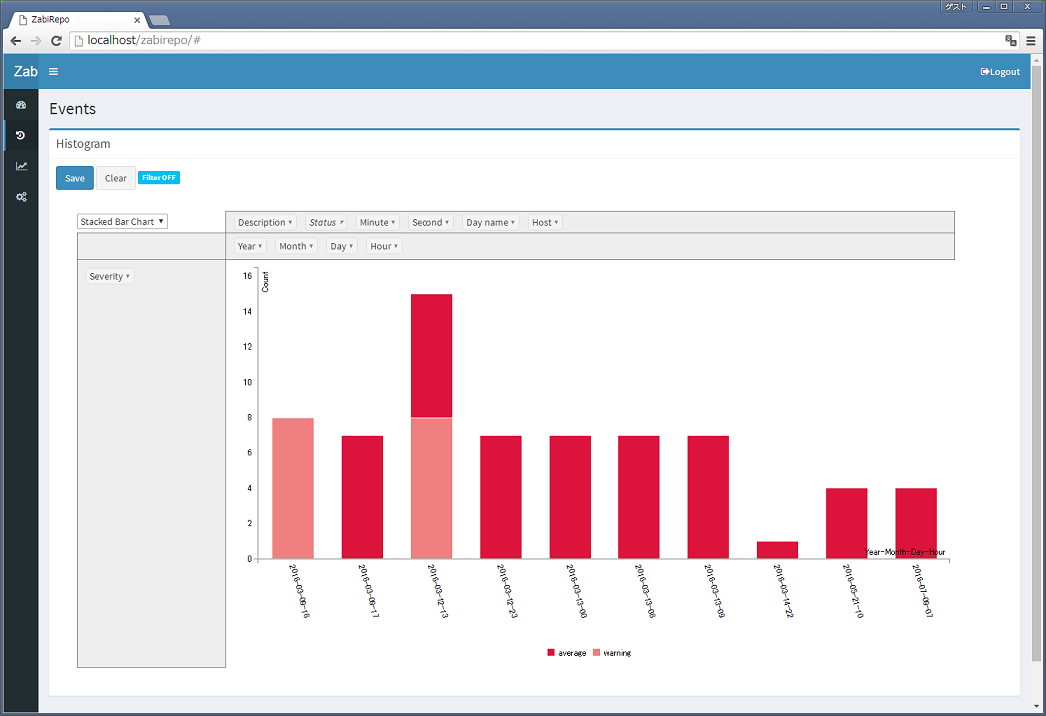 ゲスト
ZabiRepo
localhost/zabirepo/#
Zab
Logout
Events
Histogram
Save Clear Filter OFF
Stacked Bar Chart Description Status Minute Second Day name Host
Year Month Day Hour
Severity
Count
16
14
12
10
8
6
4
2
0
Year-Month-Day-Hour
2016-03-09-16
2016-03-09-17
2016-03-12-13
2016-03-12-23
2016-03-13-00
2016-03-13-06
2016-03-13-09
2016-03-14-22
2016-03-21-10
2016-07-09-07
average warning